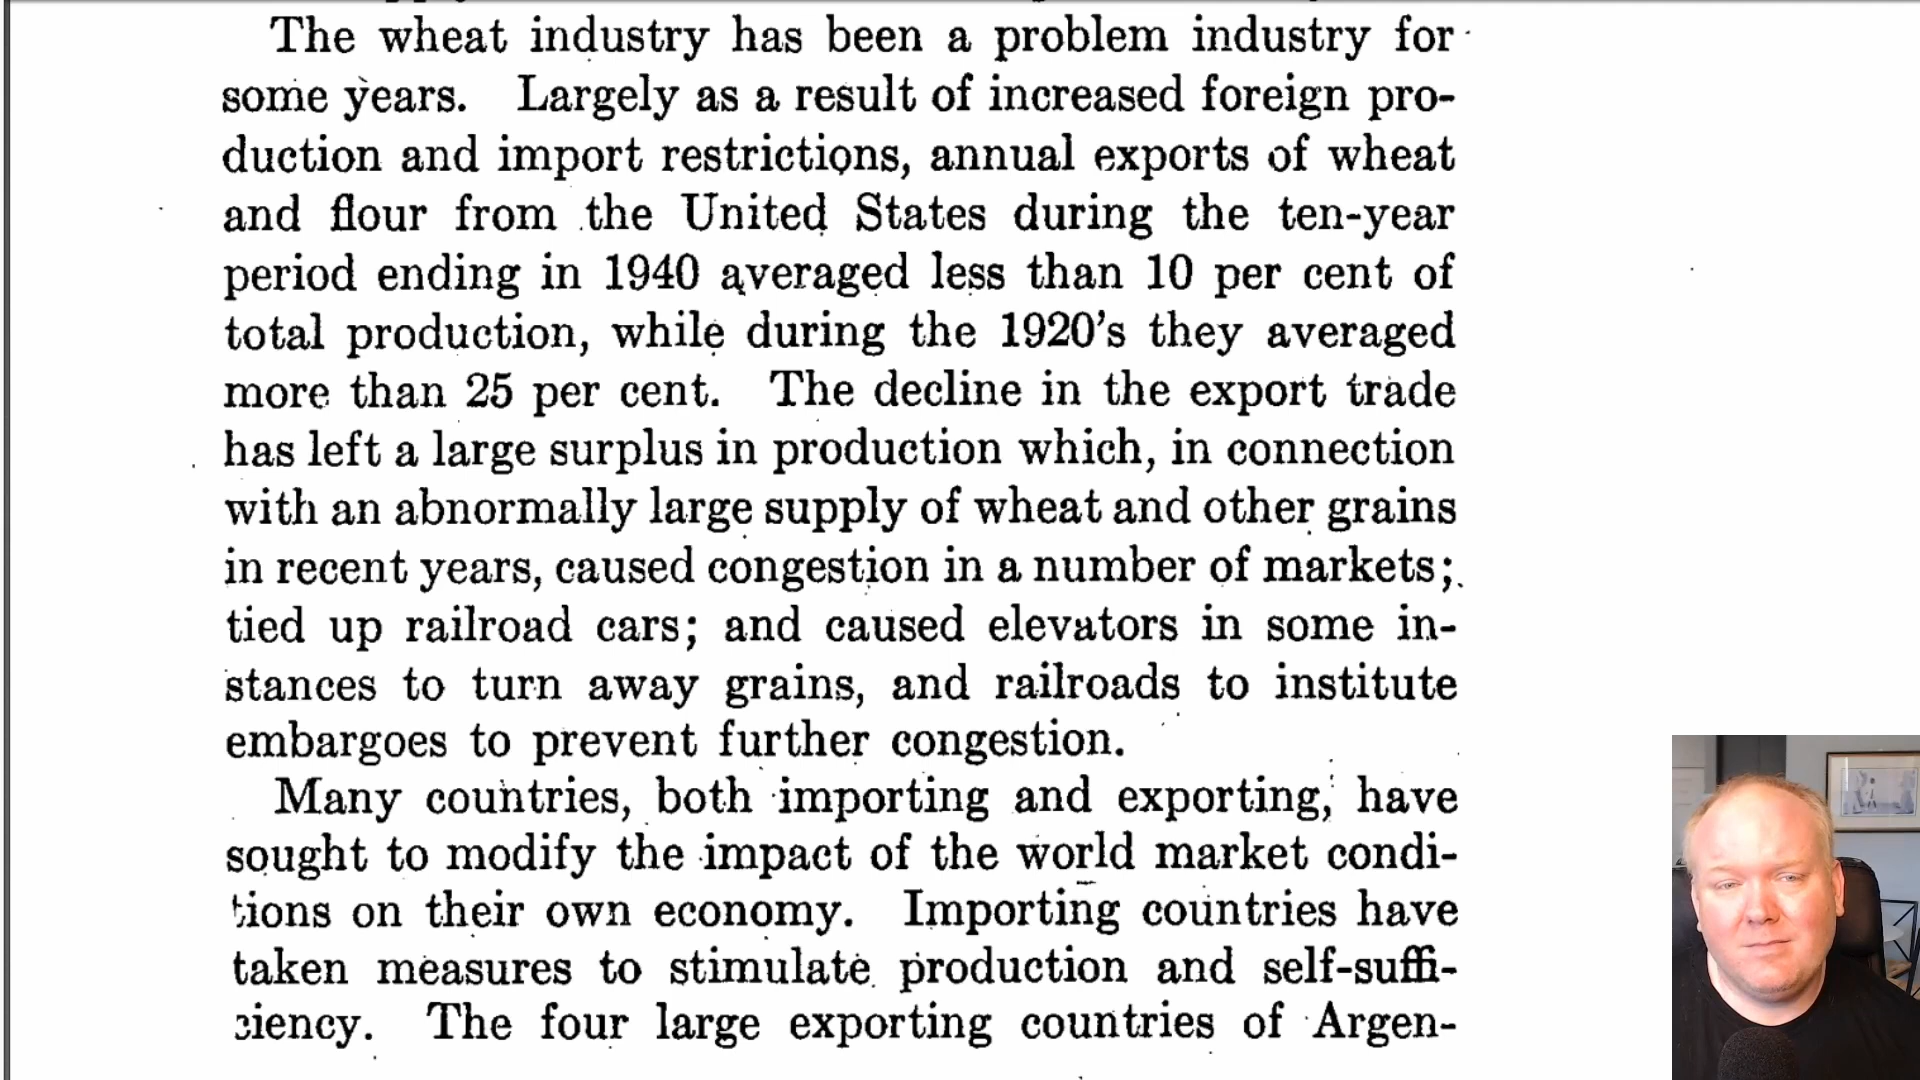 The wheat industry has been a problem industry for
some years. Largely as a result of increased foreign pro-
duction and import restrictions, annual exports of wheat
and flour from the United States during the ten-year
period ending in 1940 averaged less than 10 per cent of
total production, while during the 1920's they averaged
more than 25 per cent. The decline in the export trade
has left a large surplus in production which, in connection
with an abnormally large supply of wheat and other grains
in recent years, caused congestion in a number of markets;
tied up railroad cars; and caused elevators in some in-
stances to turn away grains, and railroads to institute
embargoes to prevent further congestion.
Many countries, both importing and exporting, have
sought to modify the impact of the world market condi-
tions on their own economy. Importing countries have
taken measures to stimulate production and self-suffi-
ciency. The four large exporting countries of Argen-